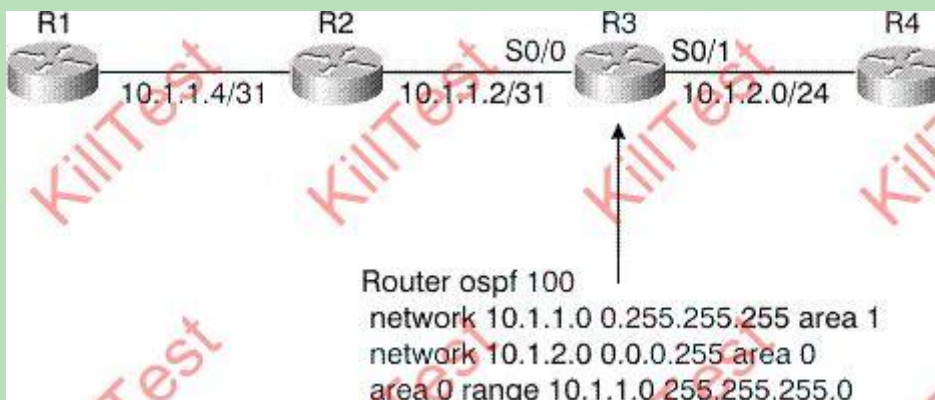 R1 R2 R3 R4
S0/0 S0/1
10.1.1.4/31 10.1.1.2/31 10.1.2.0/24
KillTest KillTest KillTest
Router ospf 100
network 10.1.1.0 0.255.255.255 area 1
network 10.1.2.0 0.0.0.255 area 0
area 0 range 10.1.1.0 255.255.255.0